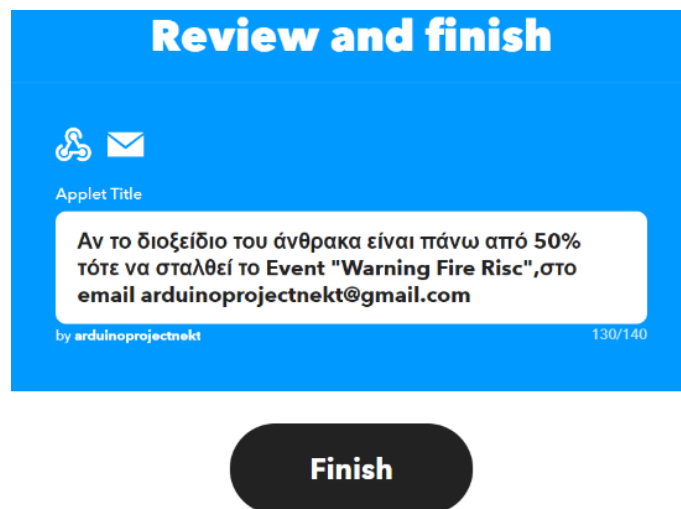 Review and finish
Applet Title
Αν το διοξείδιο του άνθρακα είναι πάνω από 50%
τότε να σταλθεί το Event "Warning Fire Risc",στο
email arduinoprojectnekt@gmail.com
by arduinoprojectnekt
130/140
Finish